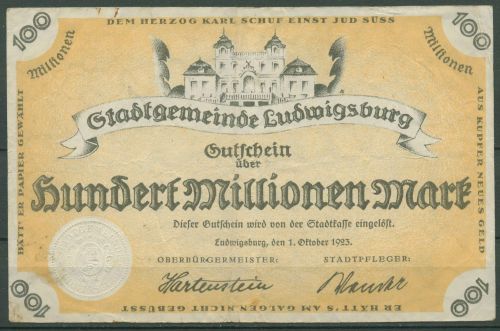 DEM HERZOG KARL SCHUF EINST JUD SÜSS
100 Millionen
100 Millionen
AUS KUPFER NEUES GELD
HÄTT' ER PAPIER GEWÄHLT
Stadtgemeinde Ludwigsburg
Gutschein
über
Hundert Millionen Mark
Dieser Gutschein wird von der Stadtkasse eingelöst.
Ludwigsburg, den 1. Oktober 1923.
OBERBÜRGERMEISTER: STADTPFLEGER:
Hartenstein
100
100
ER HÄTT'S AM GALGEN NICHT GEBÜSST